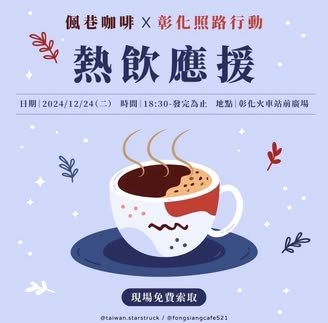 偑巷咖啡 X 彰化照路行動
熱飲應援
日期|2024/12/24(二) 時間|18:30-發完為止 地點|彰化火車站前廣場
現場免費索取
@taiwan.starstruck / @fongsiangcafe521